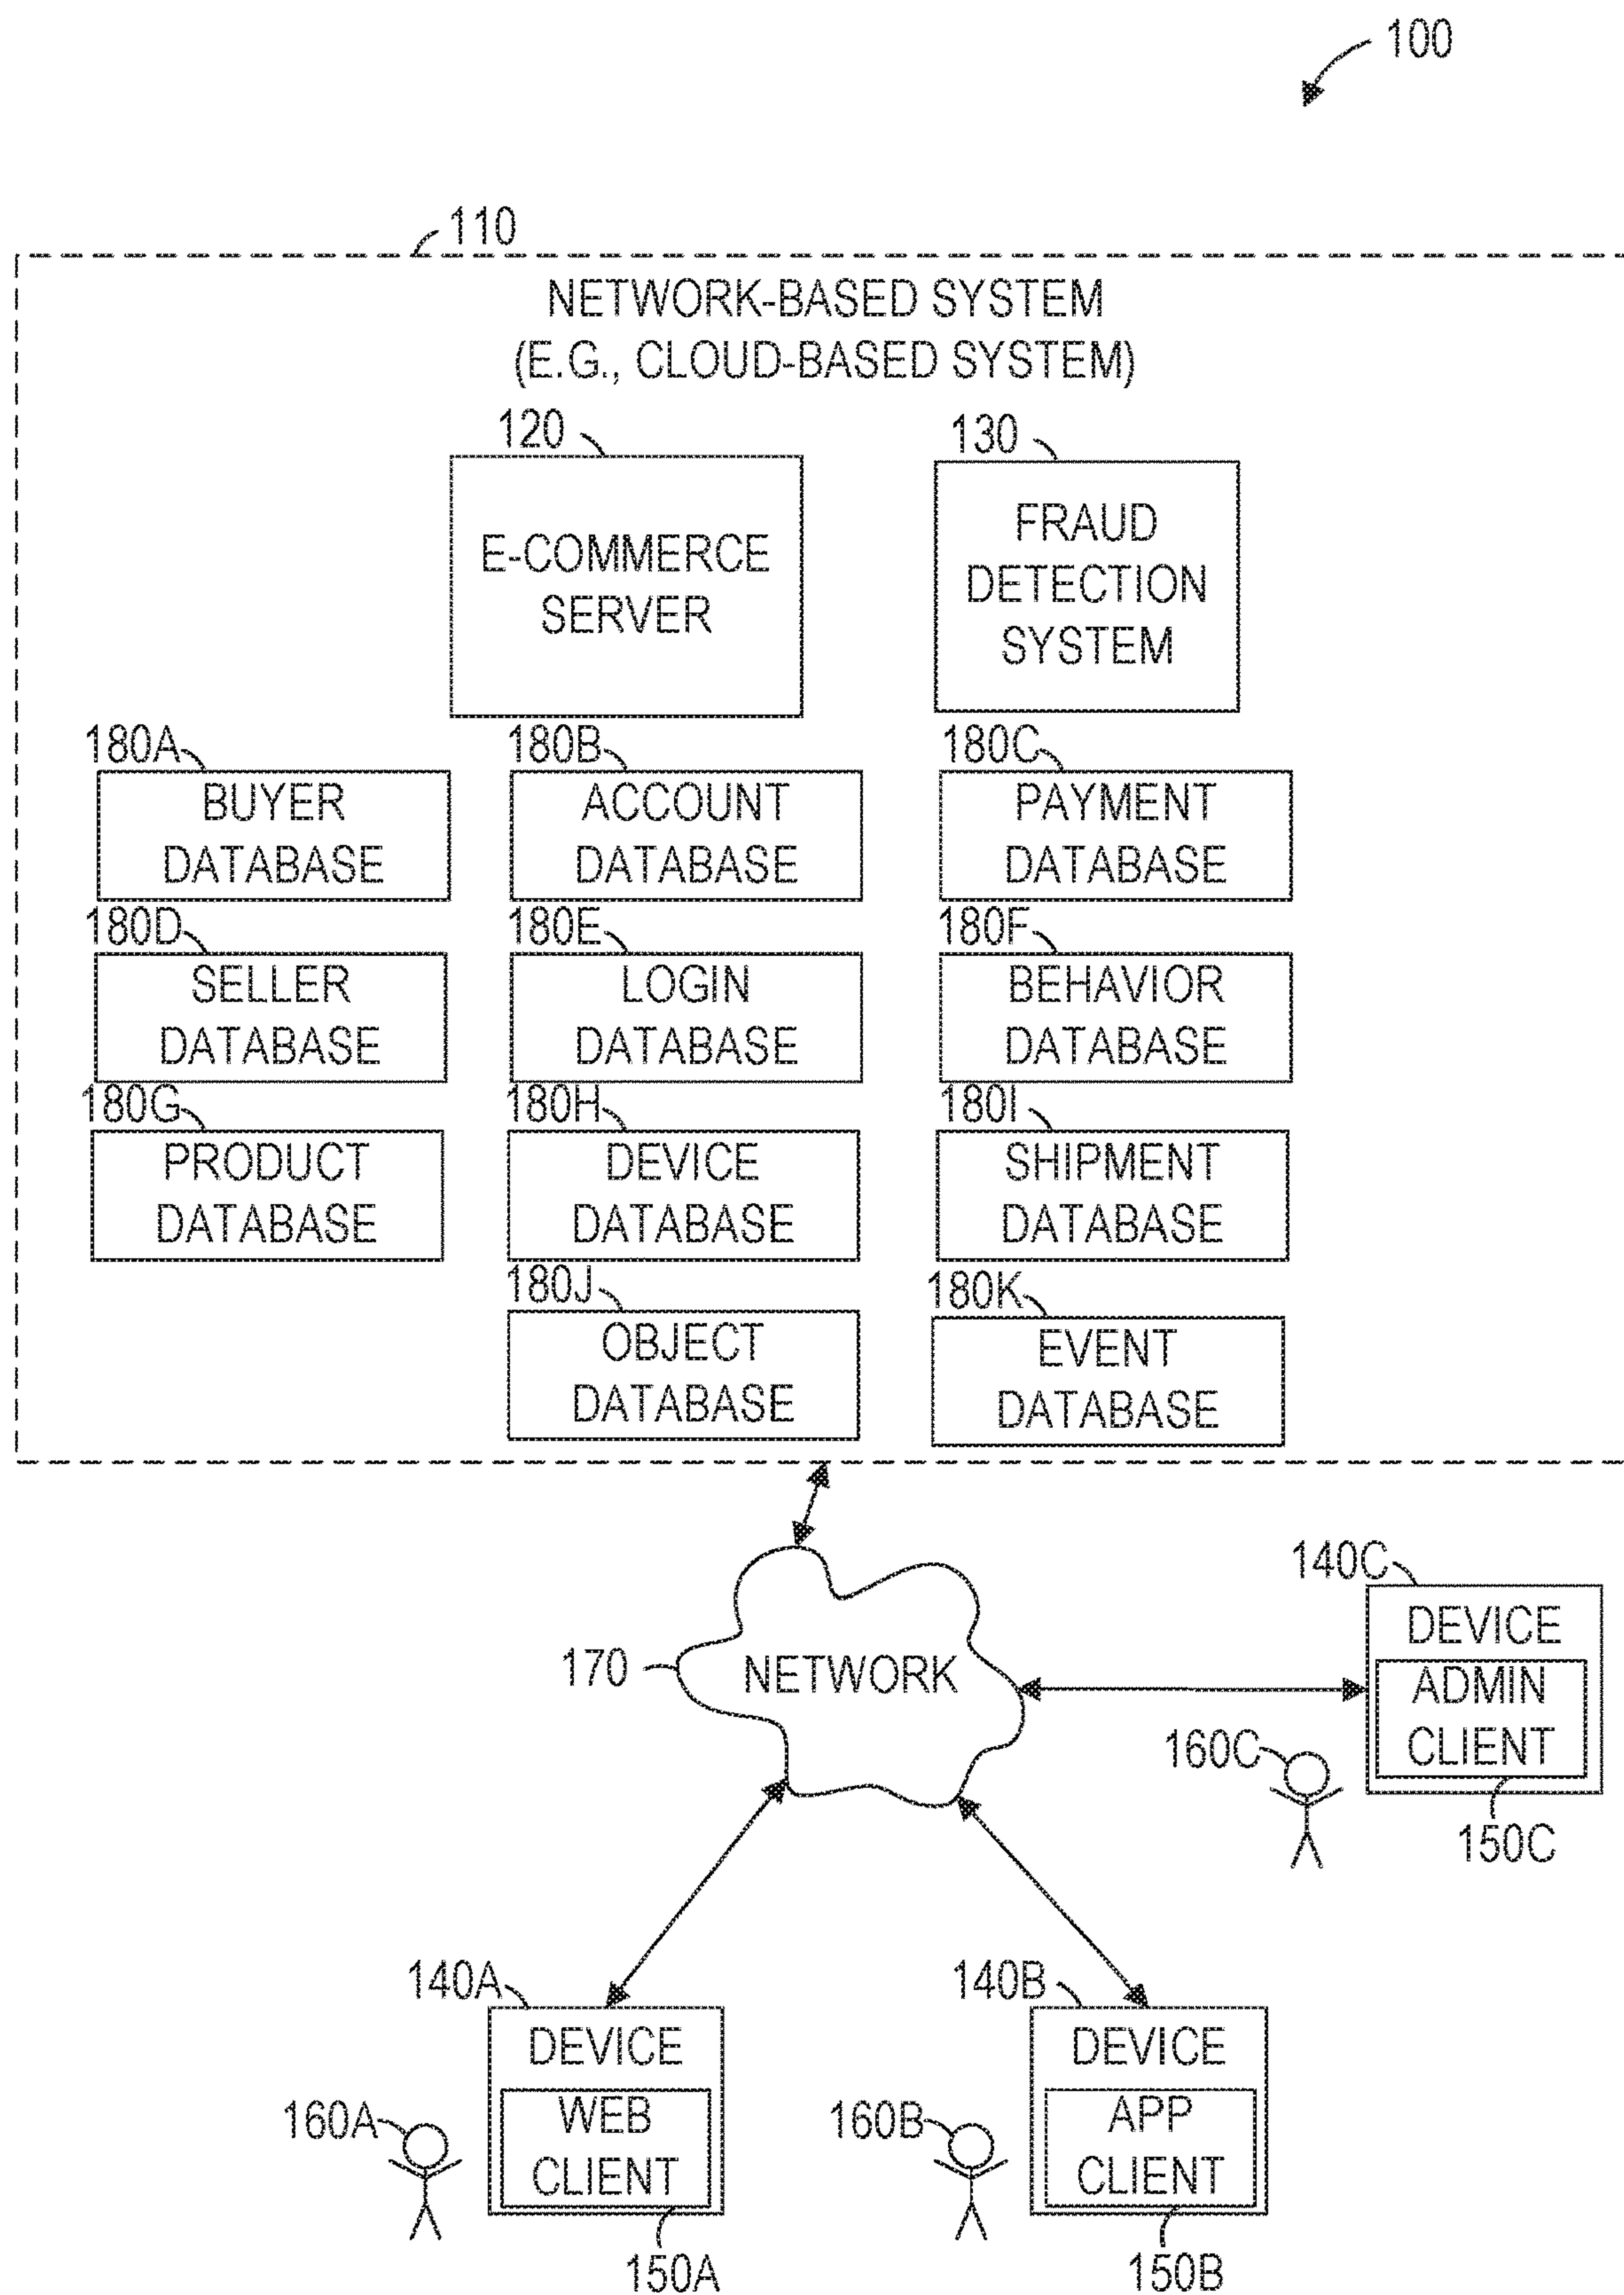 100
110
NETWORK-BASED SYSTEM
(E.G., CLOUD-BASED SYSTEM)
120
130
E-COMMERCE
SERVER
FRAUD
DETECTION
SYSTEM
180A
180B
180C
BUYER
DATABASE
ACCOUNT
DATABASE
PAYMENT
DATABASE
180D
180E
180F
SELLER
DATABASE
LOGIN
DATABASE
BEHAVIOR
DATABASE
180G
180H
180I
PRODUCT
DATABASE
DEVICE
DATABASE
SHIPMENT
DATABASE
180J
180K
OBJECT
DATABASE
EVENT
DATABASE
170
NETWORK
140C
DEVICE
ADMIN
CLIENT
160C
150C
140A
DEVICE
WEB
CLIENT
160A
150A
140B
DEVICE
APP
CLIENT
160B
150B